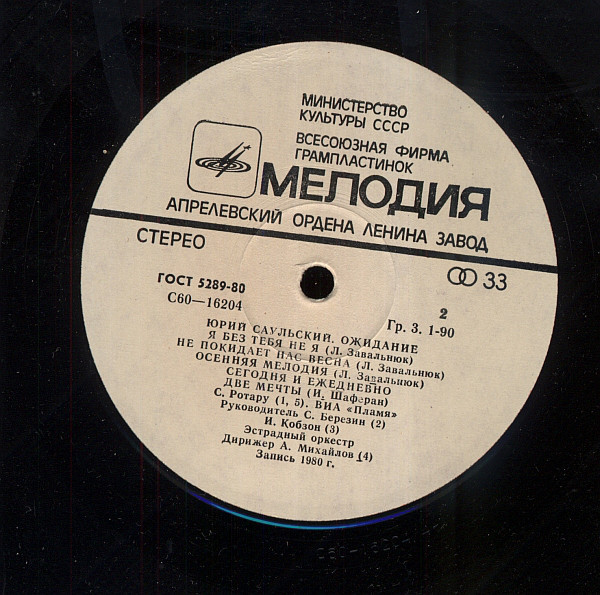 МИНИСТЕРСТВО
КУЛЬТУРЫ СССР
ВСЕСОЮЗНАЯ ФИРМА
ГРАМПЛАСТИНОК
МЕЛОДИЯ
АПРЕЛЕВСКИЙ ОРДЕНА ЛЕНИНА ЗАВОД
СТЕРЕО
33
ГОСТ 5289-80
С60—16204
2
Гр. 3. 1-90
ЮРИЙ САУЛЬСКИЙ. ОЖИДАНИЕ
Я БЕЗ ТЕБЯ НЕ Я (Л. Завальнюк)
НЕ ПОКИДАЕТ НАС ВЕСНА (Л. Завальнюк)
ОСЕННЯЯ МЕЛОДИЯ (Л. Завальнюк)
СЕГОДНЯ И ЕЖЕДНЕВНО
ДВЕ МЕЧТЫ (И. Шаферан)
С. Ротару (1, 5). ВИА «Пламя»
Руководитель С. Березин (2)
И. Кобзон (3)
Эстрадный оркестр
Дирижер А. Михайлов (4)
Запись 1980 г.